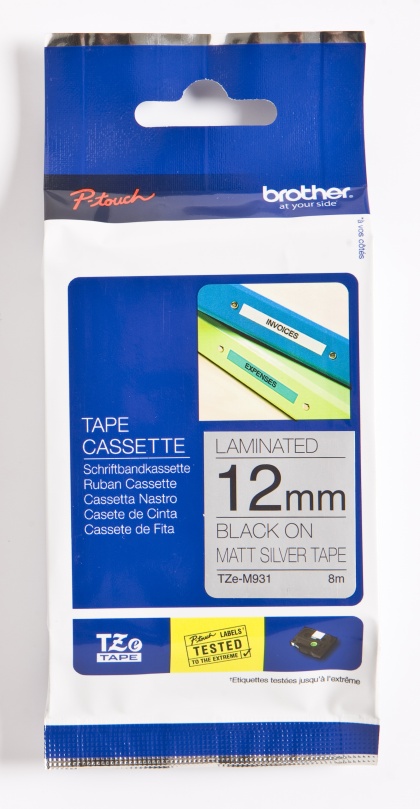 P-touch
brother
at your side
*à vos côtés
INVOICES
EXPENSES
TAPE
CASSETTE
Schriftbandkassette
Ruban Cassette
Cassetta Nastro
Casete de Cinta
Cassete de Fita
LAMINATED
12mm
BLACK ON
MATT SILVER TAPE
TZe-M931 8m
TZe
TAPE
P-touch LABELS
TESTED
TO THE EXTREME
*Etiquettes testées jusqu'à l'extrême